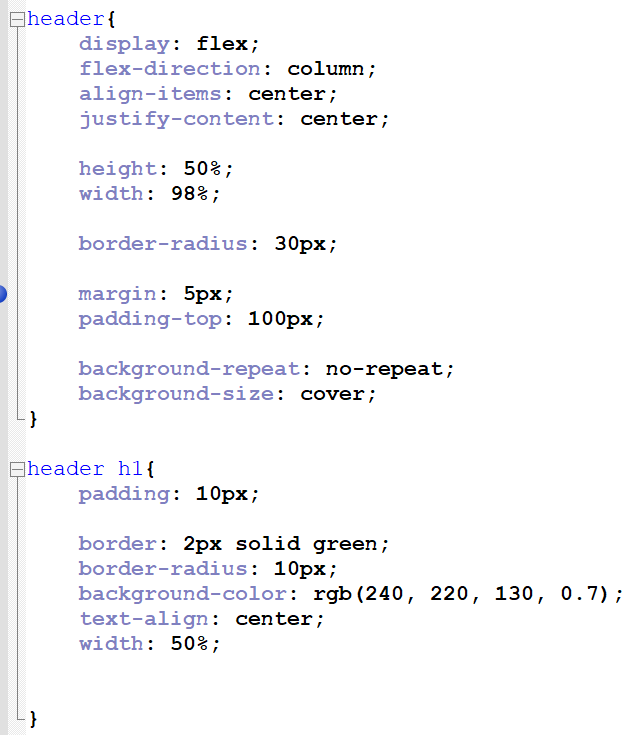 header{
display: flex;
flex-direction: column;
align-items: center;
justify-content: center;
height: 50%;
width: 98%;
border-radius: 30px;
margin: 5px;
padding-top: 100px;
background-repeat: no-repeat;
background-size: cover;
}
header h1{
padding: 10px;
border: 2px solid green;
border-radius: 10px;
background-color: rgb(240, 220, 130, 0.7);
text-align: center;
width: 50%;
}